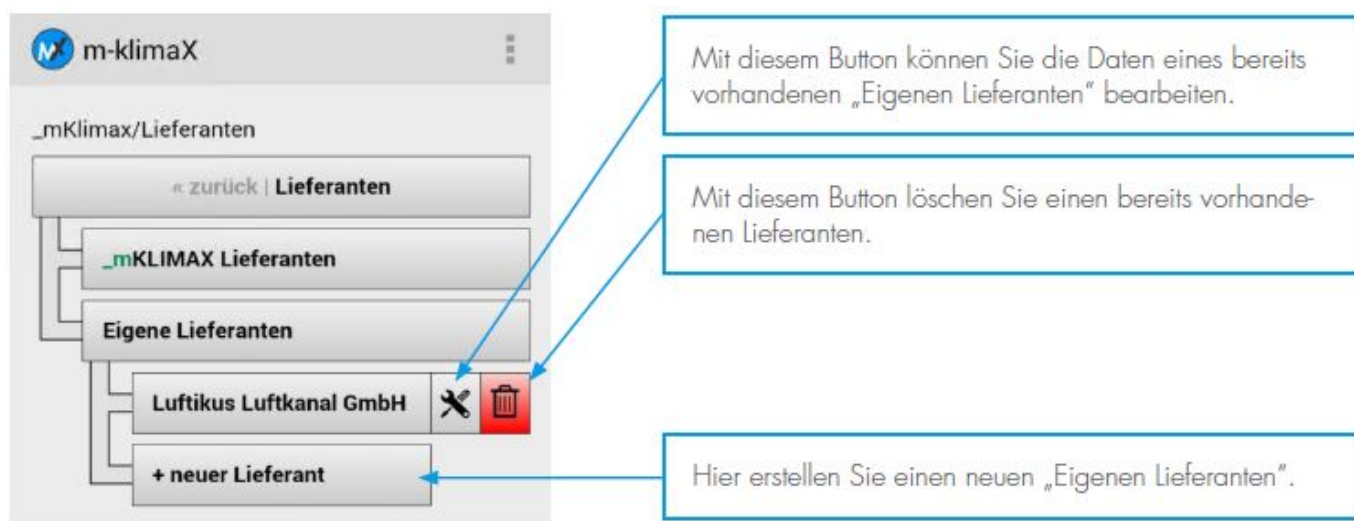 m-klimaX
_mKlimax/Lieferanten
« zurück | Lieferanten
_mKLIMAX Lieferanten
Eigene Lieferanten
Luftikus Luftkanal GmbH
+ neuer Lieferant
Mit diesem Button können Sie die Daten eines bereits
vorhandenen „Eigenen Lieferanten“ bearbeiten.
Mit diesem Button löschen Sie einen bereits vorhande-
nen Lieferanten.
Hier erstellen Sie einen neuen „Eigenen Lieferanten“.